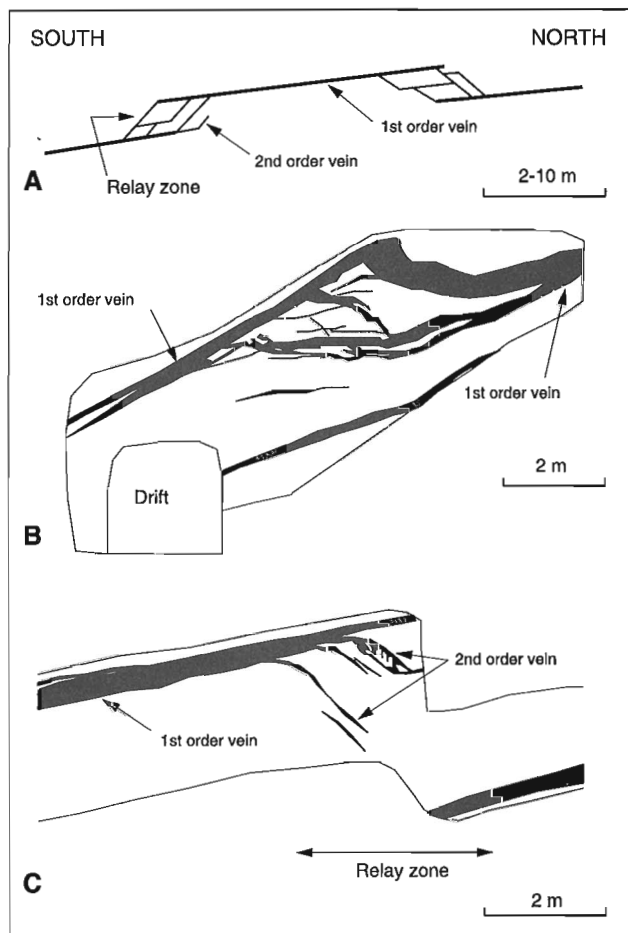 SOUTH NORTH
1st order vein
2nd order vein
Relay zone
A
2-10 m
1st order vein
1st order vein
2 m
Drift
B
2nd order vein
1st order vein
Relay zone
C
2 m